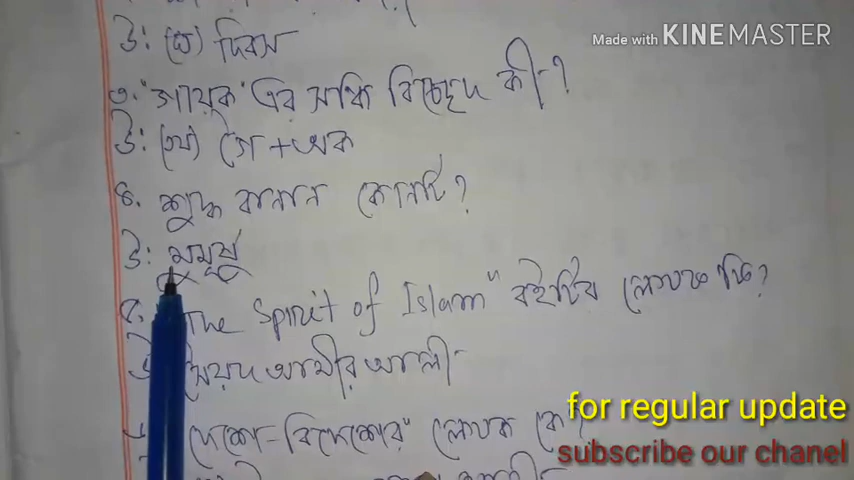 উঃ (ঘ) দিবস
Made with KINEMASTER
৩. "গায়ক" এর সন্ধি বিচ্ছেদ কী?
উঃ গৈ+অক
৪. শুদ্ধ বানান কোনটি?
উঃ মুমূর্ষু
৫. The Spirit of Islam" বইটির লেখক কি?
উঃ সৈয়দ আমীর আলী
for regular update
দেশে-বিদেশের" লেখক কে?
subscribe our chanel